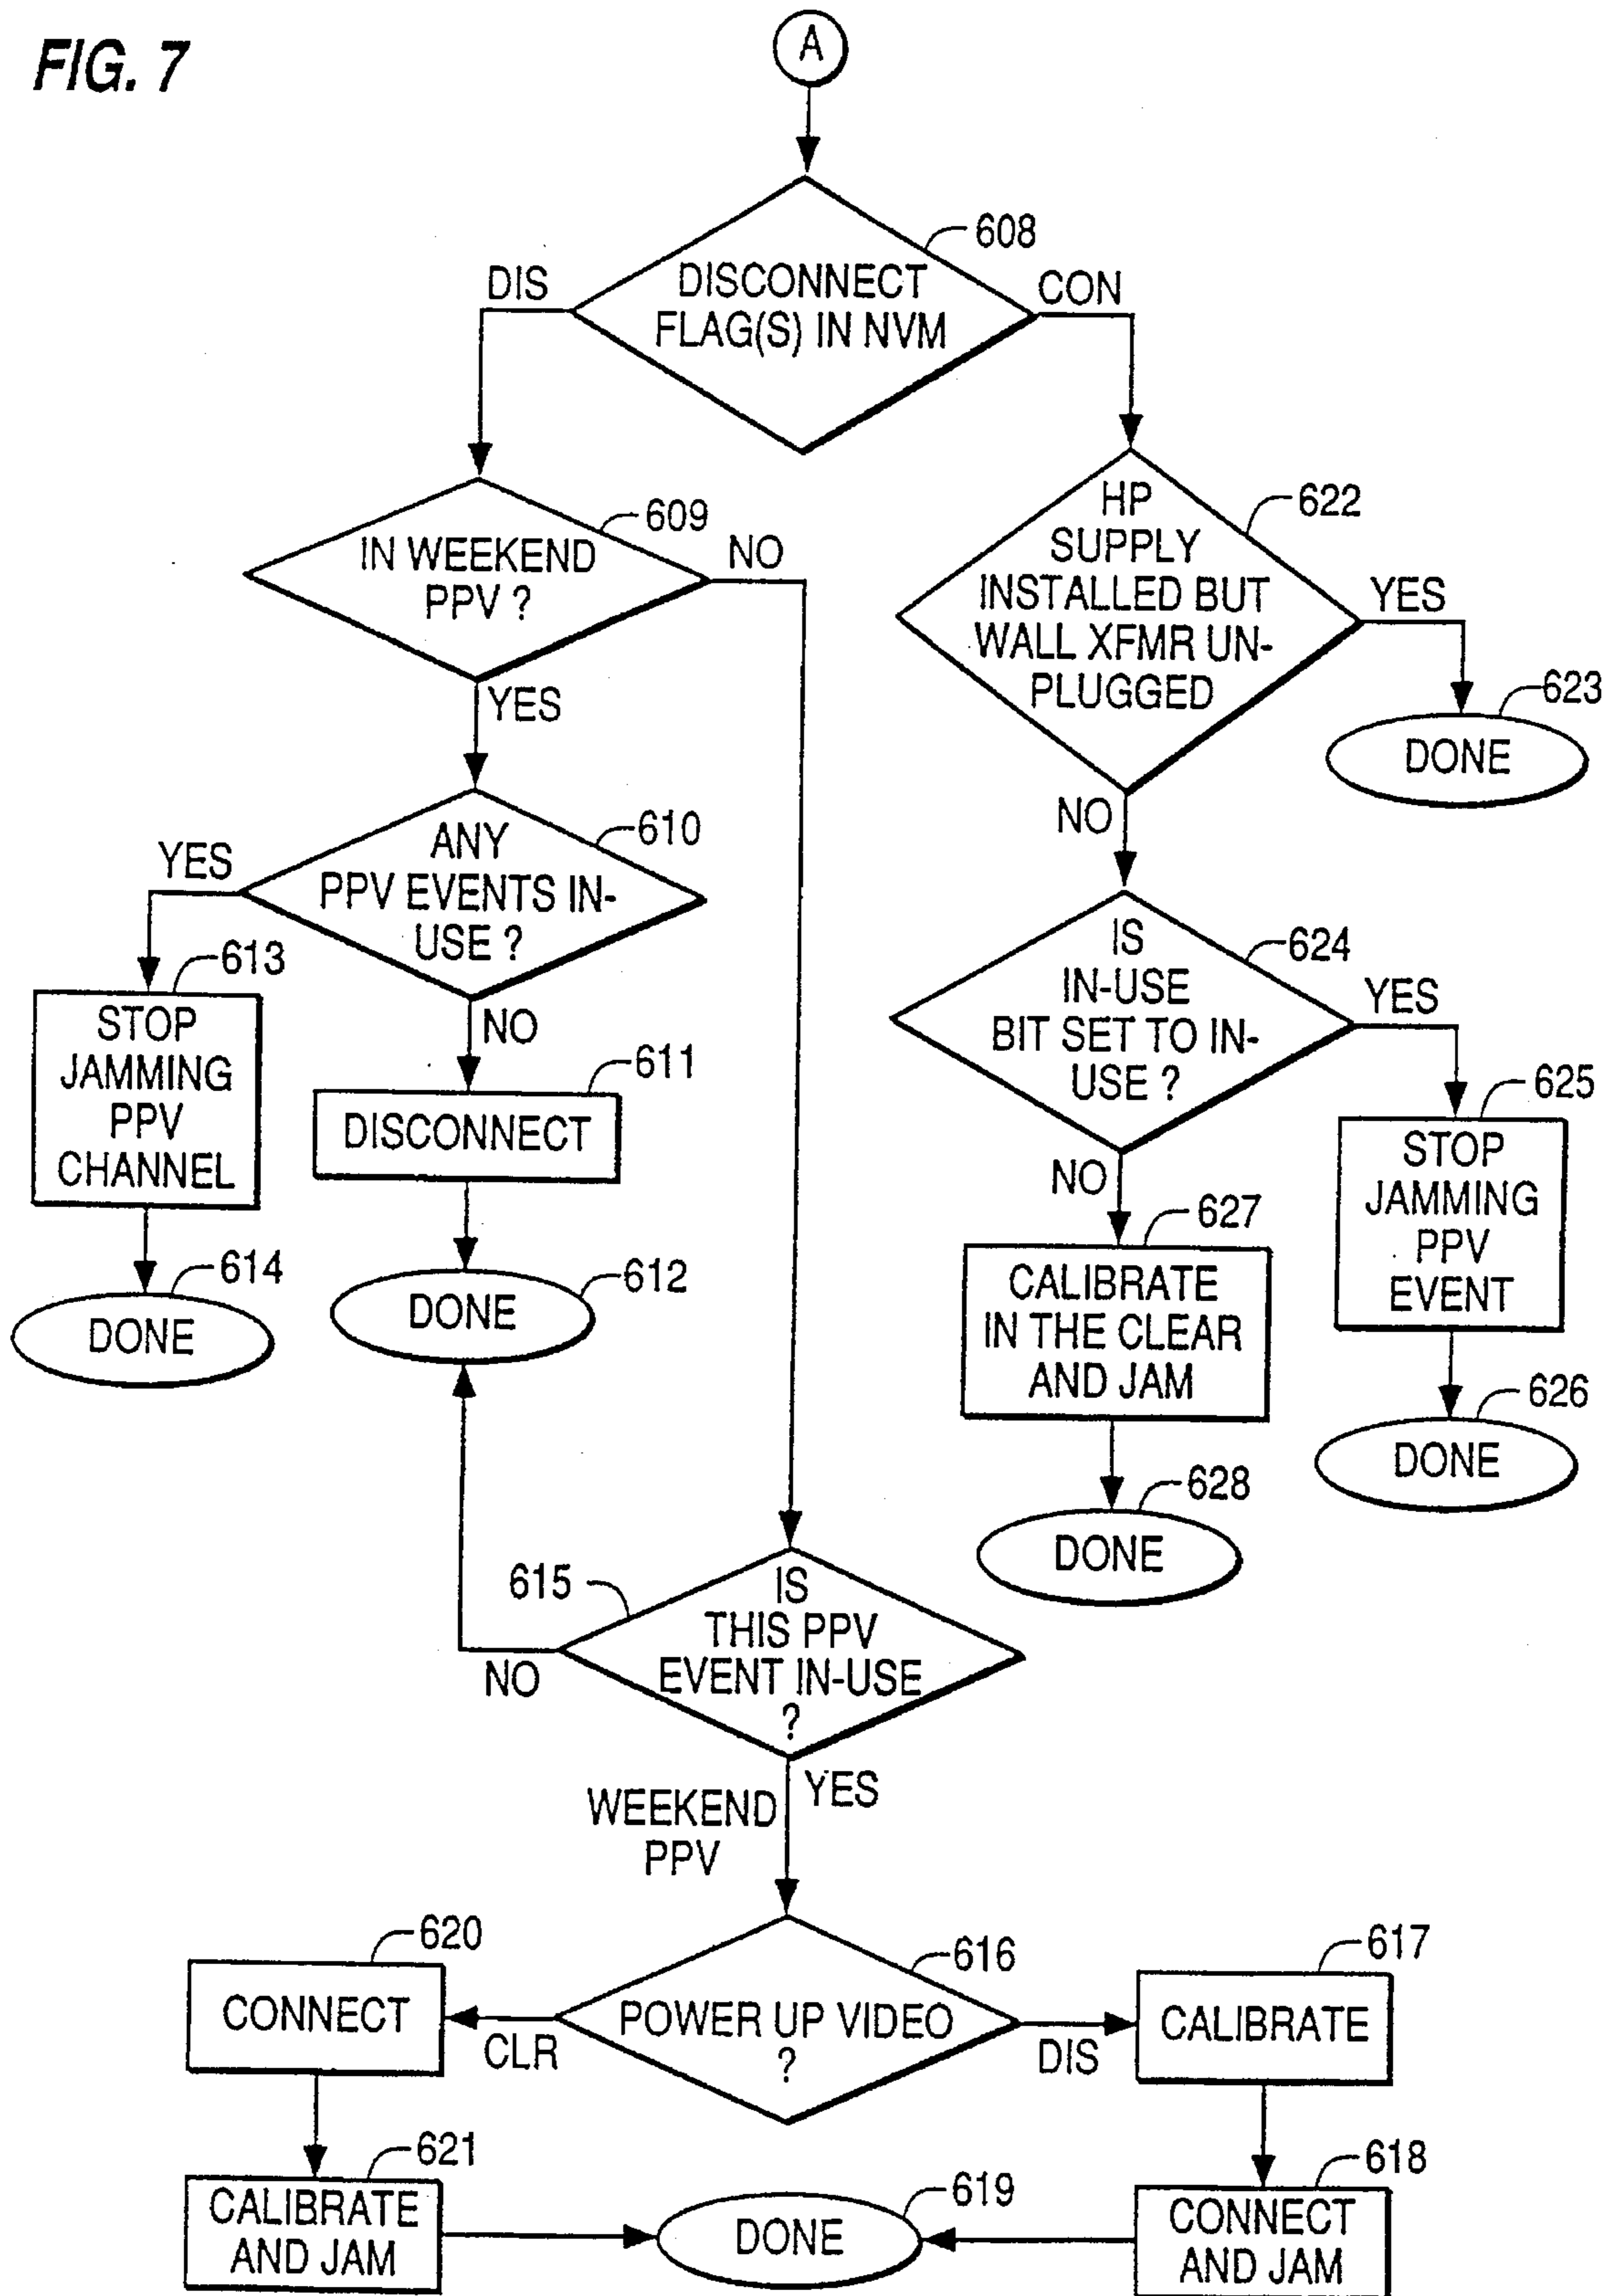 FIG. 7
A
608
DISCONNECT
FLAG(S) IN NVM
DIS
CON
609
IN WEEKEND
PPV ?
NO
YES
622
HP
SUPPLY
INSTALLED BUT
WALL XFMR UN-
PLUGGED
YES
623
DONE
NO
610
ANY
PPV EVENTS IN-
USE ?
YES
NO
613
STOP
JAMMING
PPV
CHANNEL
614
DONE
611
DISCONNECT
612
DONE
624
IS
IN-USE
BIT SET TO IN-
USE ?
YES
NO
625
STOP
JAMMING
PPV
EVENT
626
DONE
627
CALIBRATE
IN THE CLEAR
AND JAM
628
DONE
615
IS
THIS PPV
EVENT IN-USE
?
NO
YES
WEEKEND
PPV
616
POWER UP VIDEO
?
CLR
DIS
620
CONNECT
617
CALIBRATE
621
CALIBRATE
AND JAM
619
DONE
618
CONNECT
AND JAM